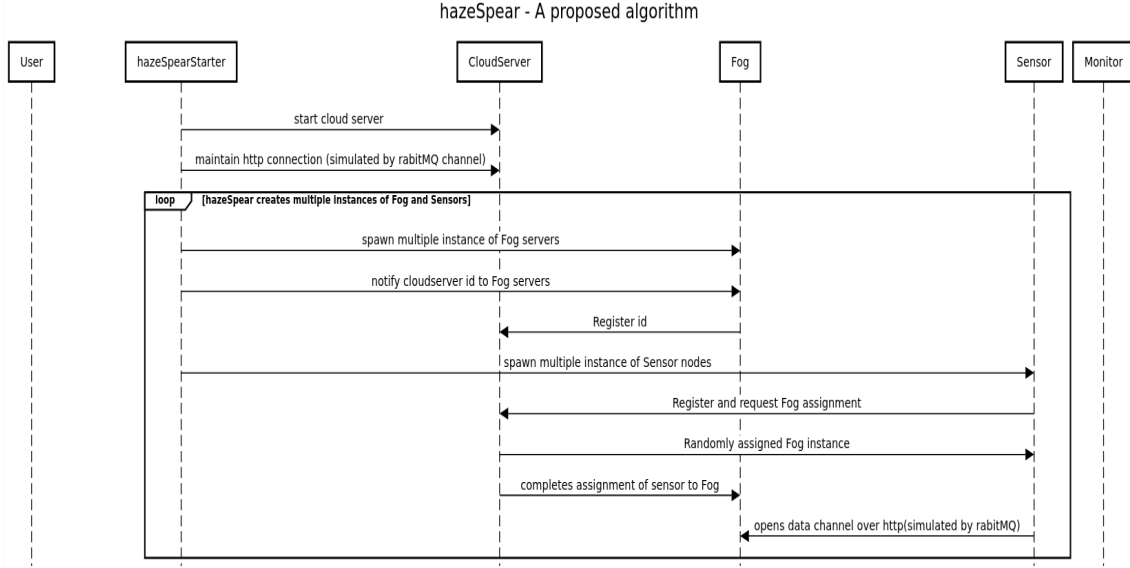 hazeSpear - A proposed algorithm
User hazeSpearStarter CloudServer Fog Sensor Monitor
start cloud server
maintain http connection (simulated by rabitMQ channel)
loop [hazeSpear creates multiple instances of Fog and Sensors]
spawn multiple instance of Fog servers
notify cloudserver id to Fog servers
Register id
spawn multiple instance of Sensor nodes
Register and request Fog assignment
Randomly assigned Fog instance
completes assignment of sensor to Fog
opens data channel over http(simulated by rabitMQ)